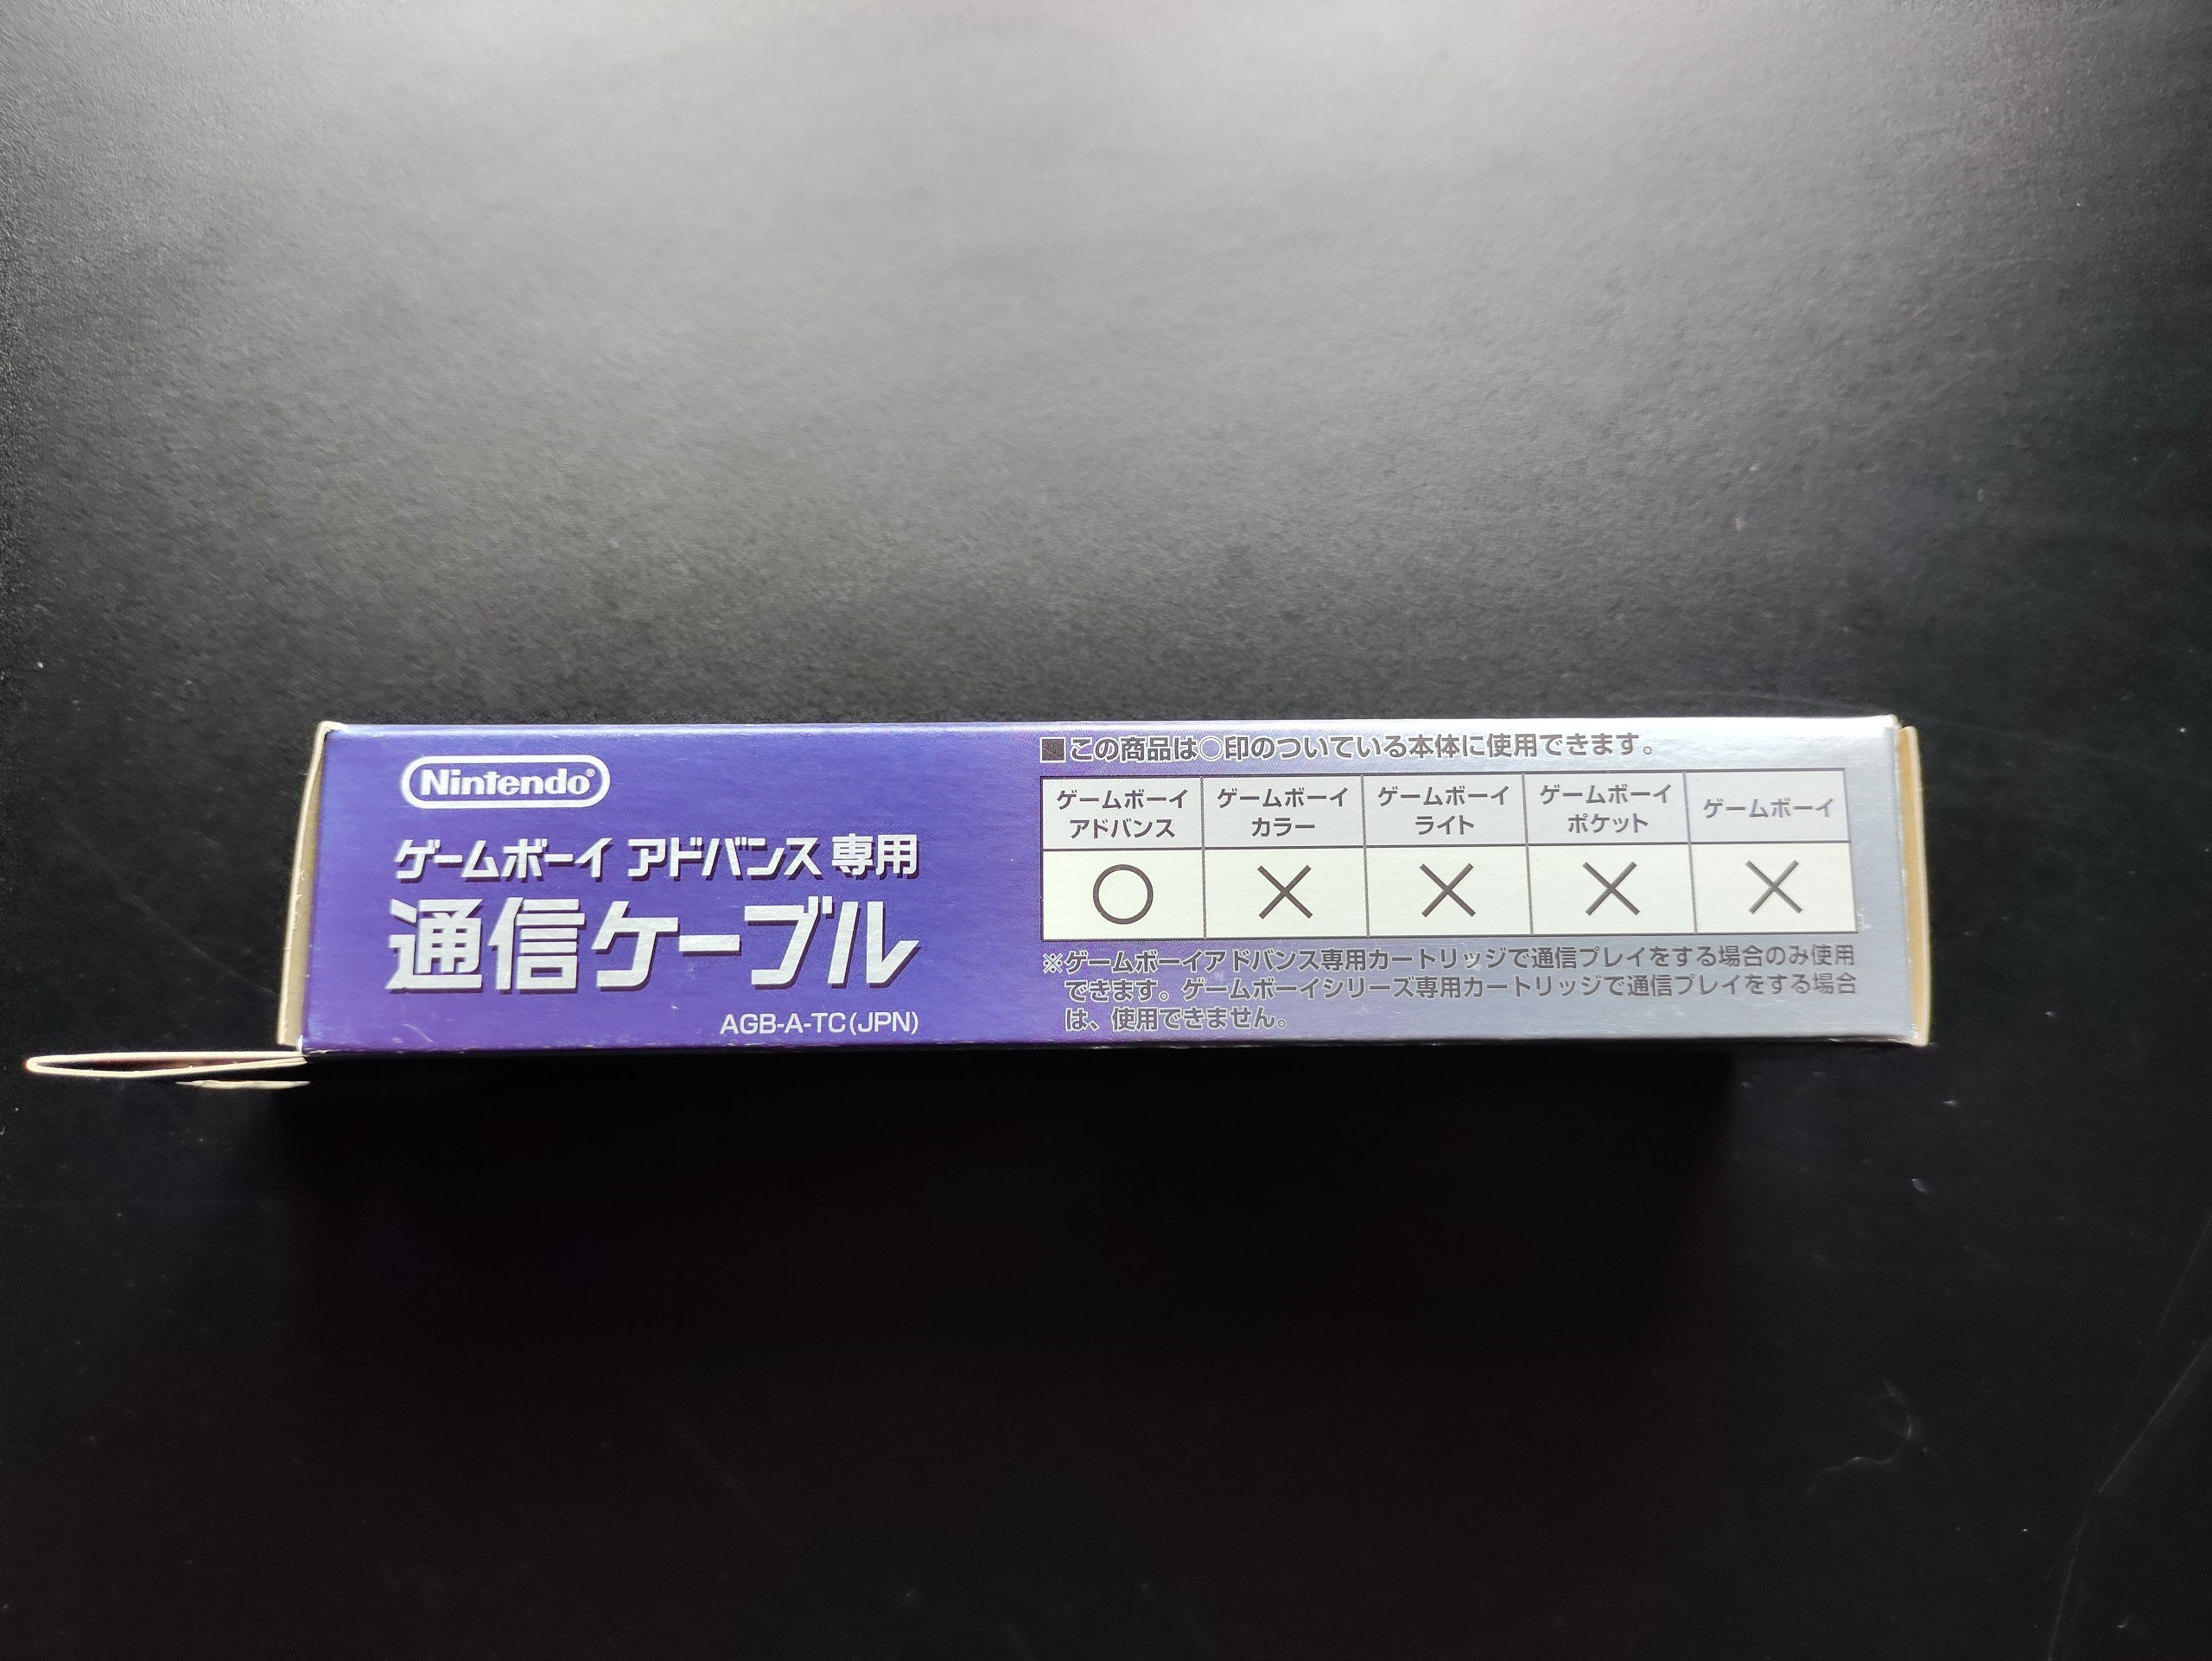 Nintendo®
ゲームボーイ アドバンス 専用
通信ケーブル
AGB-A-TC(JPN)
■この商品は○印のついている本体に使用できます。
ゲームボーイ アドバンス
ゲームボーイ カラー
ゲームボーイ ライト
ゲームボーイ ポケット
ゲームボーイ
○ × × × ×
※ゲームボーイアドバンス専用カートリッジで通信プレイをする場合のみ使用
できます。ゲームボーイシリーズ専用カートリッジで通信プレイをする場合
は、使用できません。